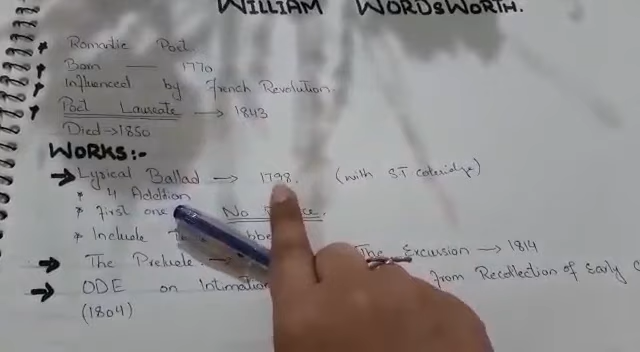 WILLIAM WORDSWORTH.
Romantic Poet.
Born — 1770
Influenced by French Revolution.
Poet Laureate → 1843
Died → 1850
WORKS:-
Lyrical Ballad → 1798. (with S.T Coleridge)
* 4 Addition
* First one No
* Include
The Prelude → The Excursion → 1814
ODE on Intimation from Recollection of Early
(1804)